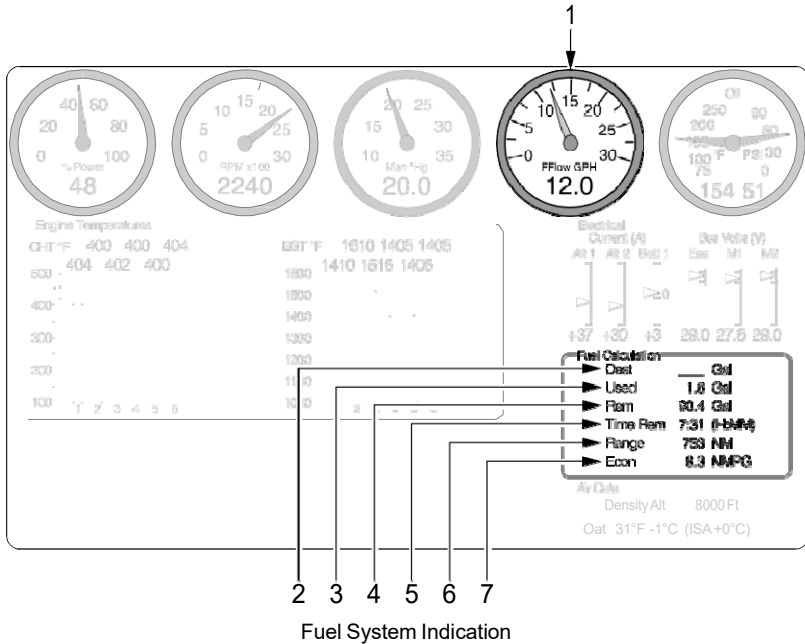 1
40 60
20 80
0 100
% Power
48
15
10 20
5 25
0 30
RPM x100
2240
20 25
15 30
10 35
Man "Hg
20.0
10 15 20
5 25
0 30
FFlow GPH
12.0
Oil
250 90
200 60
100 °F PSI 30
75 0
154 51
Engine Temperatures
CHT °F 400 400 404
404 402 400
500
400
300
200
100
1 2 3 4 5 6
EGT °F 1610 1405 1405
1410 1515 1405
1600
1500
1400
1300
1200
1100
1000
Electrical
Current (A) Bus Volts (V)
Alt 1 Alt 2 Batt 1 Ess M1 M2
+37 +30 +3 28.0 27.5 28.0
Fuel Calculation
Dest ___ Gal
Used 1.6 Gal
Rem 90.4 Gal
Time Rem 7:31 (H:MM)
Range 753 NM
Econ 8.3 NMPG
Air Data
Density Alt 8000 Ft
Oat 31°F -1°C (ISA +0°C)
2 3 4 5 6 7
Fuel System Indication